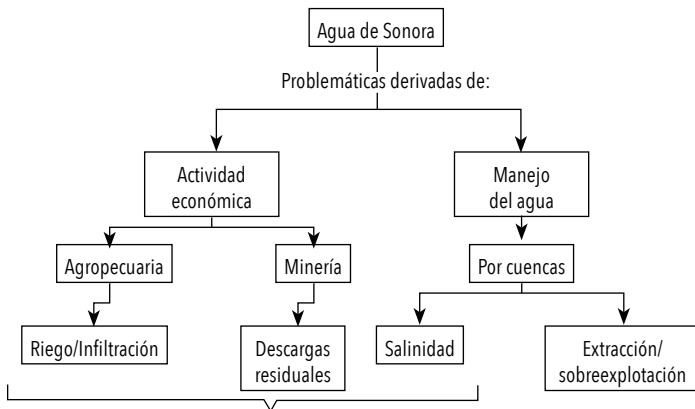 Agua de Sonora
Problemáticas derivadas de:
Actividad
económica
Manejo
del agua
Agropecuaria
Minería
Por cuencas
Riego/Infiltración
Descargas
residuales
Salinidad
Extracción/
sobreexplotación